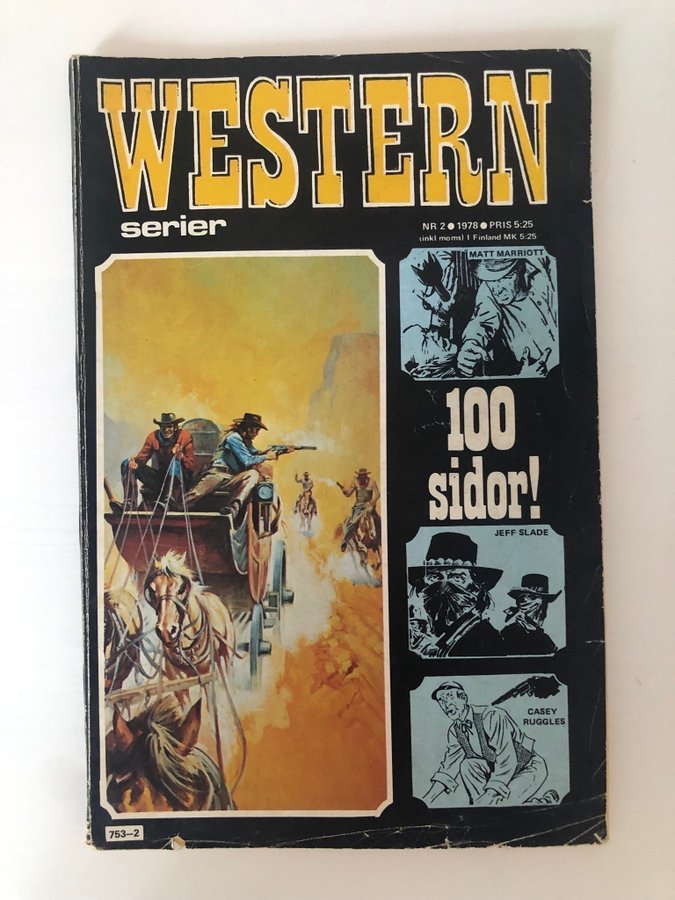 WESTERN
serier
NR 2 ● 1978 ● PRIS 5:25
(inkl moms) I Finland MK 5:25
MATT MARRIOTT
100
sidor!
JEFF SLADE
CASEY
RUGGLES
753-2